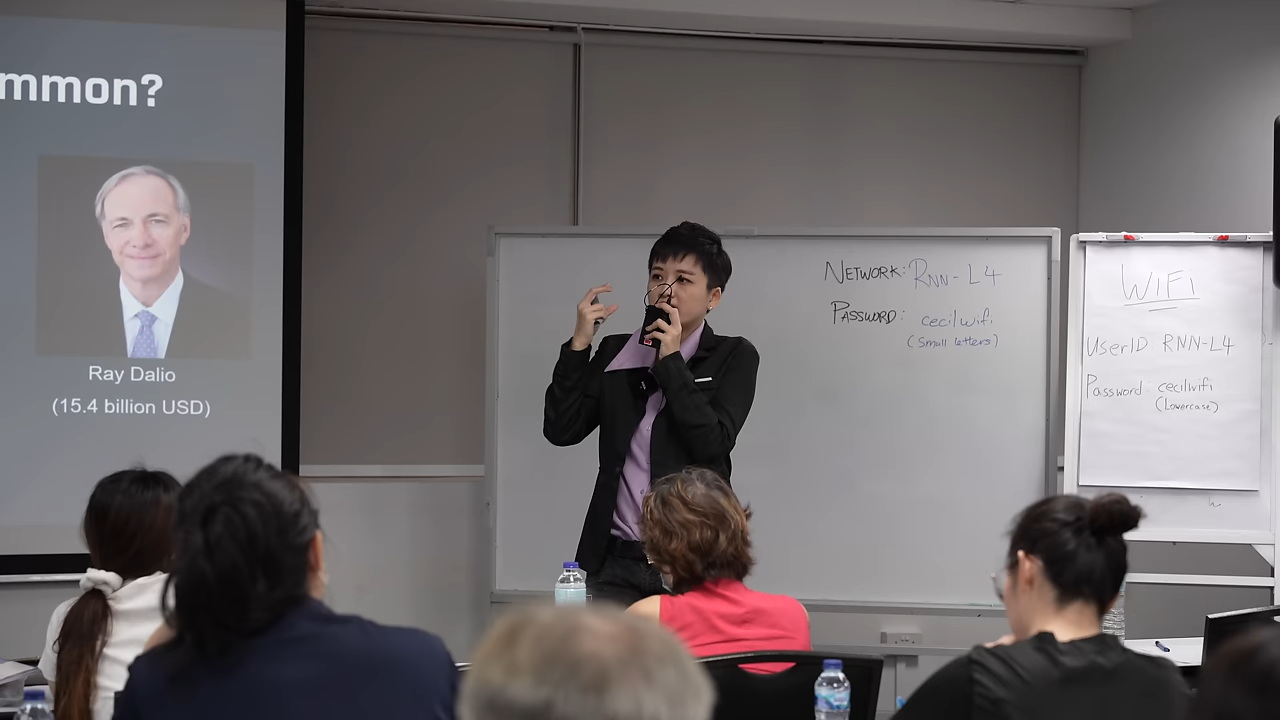 mmon?
Ray Dalio
(15.4 billion USD)
NETWORK: RNN-L4
PASSWORD: cecilwifi
(Small letters)
WIFI
UserID RNN-L4
Password cecilwifi
(Lowercase)